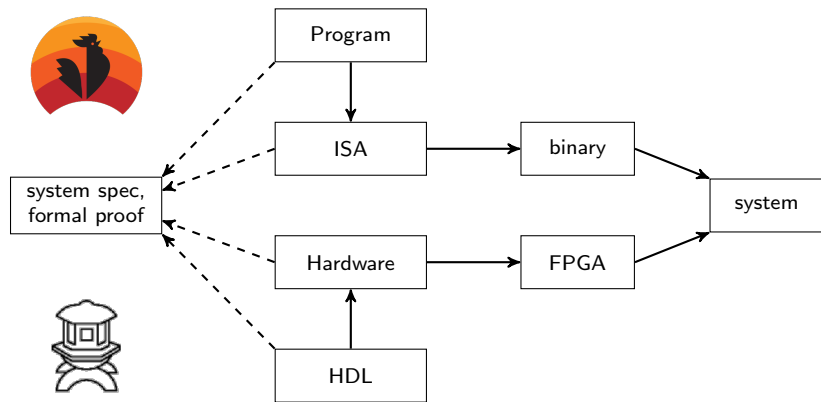 Program
ISA
binary
system spec,
formal proof
system
Hardware
FPGA
HDL